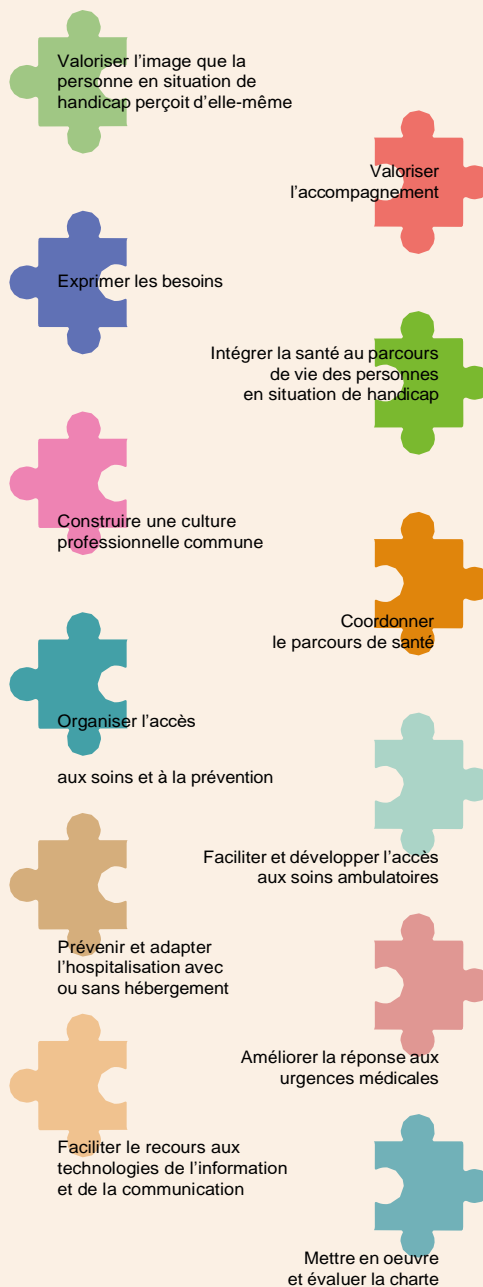 Valoriser l’image que la
personne en situation de
handicap perçoit d’elle-même
Valoriser
l’accompagnement
Exprimer les besoins
Intégrer la santé au parcours
de vie des personnes
en situation de handicap
Construire une culture
professionnelle commune
Coordonner
le parcours de santé
Organiser l’accès
aux soins et à la prévention
Faciliter et développer l’accès
aux soins ambulatoires
Prévenir et adapter
l’hospitalisation avec
ou sans hébergement
Améliorer la réponse aux
urgences médicales
Faciliter le recours aux
technologies de l’information
et de la communication
Mettre en oeuvre
et évaluer la charte